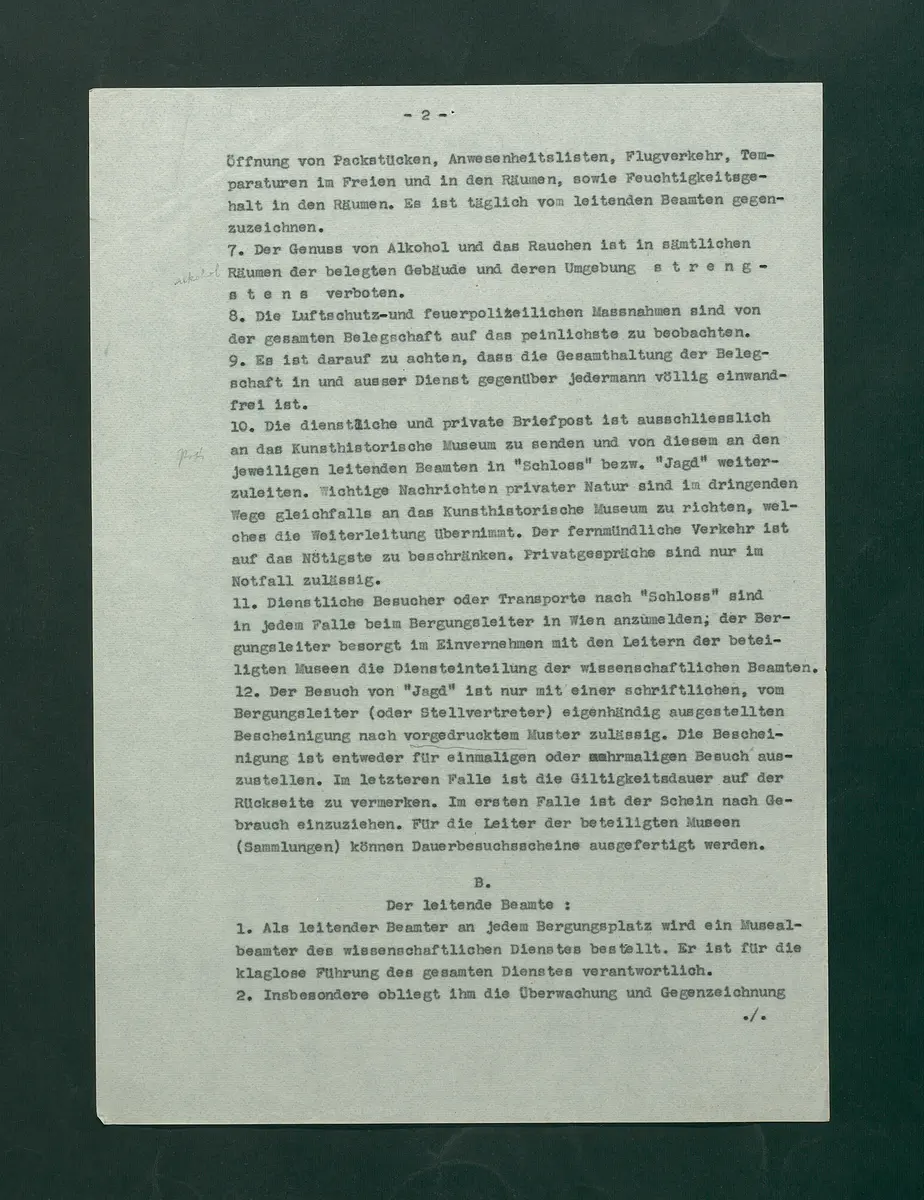 - 2 -
Öffnung von Packstücken, Anwesenheitslisten, Flugverkehr, Tem-
paraturen im Freien und in den Räumen, sowie Feuchtigkeitsge-
halt in den Räumen. Es ist täglich vom leitenden Beamten gegen-
zuzeichnen.
7. Der Genuss von Alkohol und das Rauchen ist in sämtlichen
Räumen der belegten Gebäude und deren Umgebung s t r e n g -
s t e n s verboten.
8. Die Luftschutz-und feuerpolizeilichen Massnahmen sind von
der gesamten Belegschaft auf das peinlichste zu beobachten.
9. Es ist darauf zu achten, dass die Gesamthaltung der Beleg-
schaft in und ausser Dienst gegenüber jedermann völlig einwand-
frei ist.
10. Die dienstliche und private Briefpost ist ausschliesslich
an das Kunsthistorische Museum zu senden und von diesem an den
jeweiligen leitenden Beamten in "Schloss" bezw. "Jagd" weiter-
zuleiten. Wichtige Nachrichten privater Natur sind im dringenden
Wege gleichfalls an das Kunsthistorische Museum zu richten, wel-
ches die Weiterleitung übernimmt. Der fernmündliche Verkehr ist
auf das Nötigste zu beschränken. Privatgespräche sind nur im
Notfall zulässig.
11. Dienstliche Besucher oder Transporte nach "Schloss" sind
in jedem Falle beim Bergungsleiter in Wien anzumelden; der Ber-
gungsleiter besorgt im Einvernehmen mit den Leitern der betei-
ligten Museen die Diensteinteilung der wissenschaftlichen Beamten.
12. Der Besuch von "Jagd" ist nur mit einer schriftlichen, vom
Bergungsleiter (oder Stellvertreter) eigenhändig ausgestellten
Bescheinigung nach vorgedrucktem Muster zulässig. Die Beschei-
nigung ist entweder für einmaligen oder mehrmaligen Besuch aus-
zustellen. Im letzteren Falle ist die Giltigkeitsdauer auf der
Rückseite zu vermerken. Im ersten Falle ist der Schein nach Ge-
brauch einzuziehen. Für die Leiter der beteiligten Museen
(Sammlungen) können Dauerbesuchsscheine ausgefertigt werden.
B.
Der leitende Beamte :
1. Als leitender Beamter an jedem Bergungsplatz wird ein Museal-
beamter des wissenschaftlichen Dienstes bestellt. Er ist für die
klaglose Führung des gesamten Dienstes verantwortlich.
2. Insbesondere obliegt ihm die Überwachung und Gegenzeichnung
./.